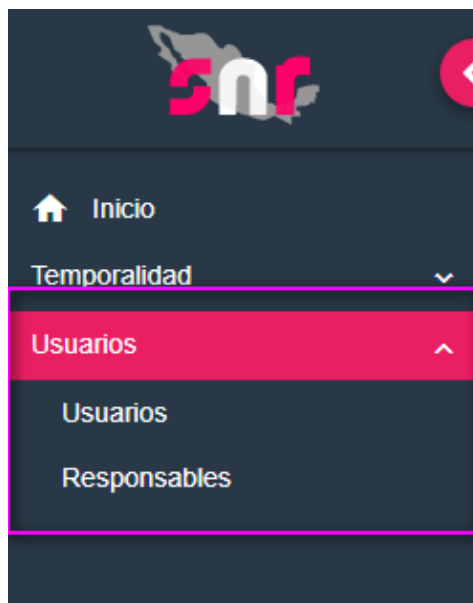 snr
Inicio
Temporalidad
Usuarios
Usuarios
Responsables